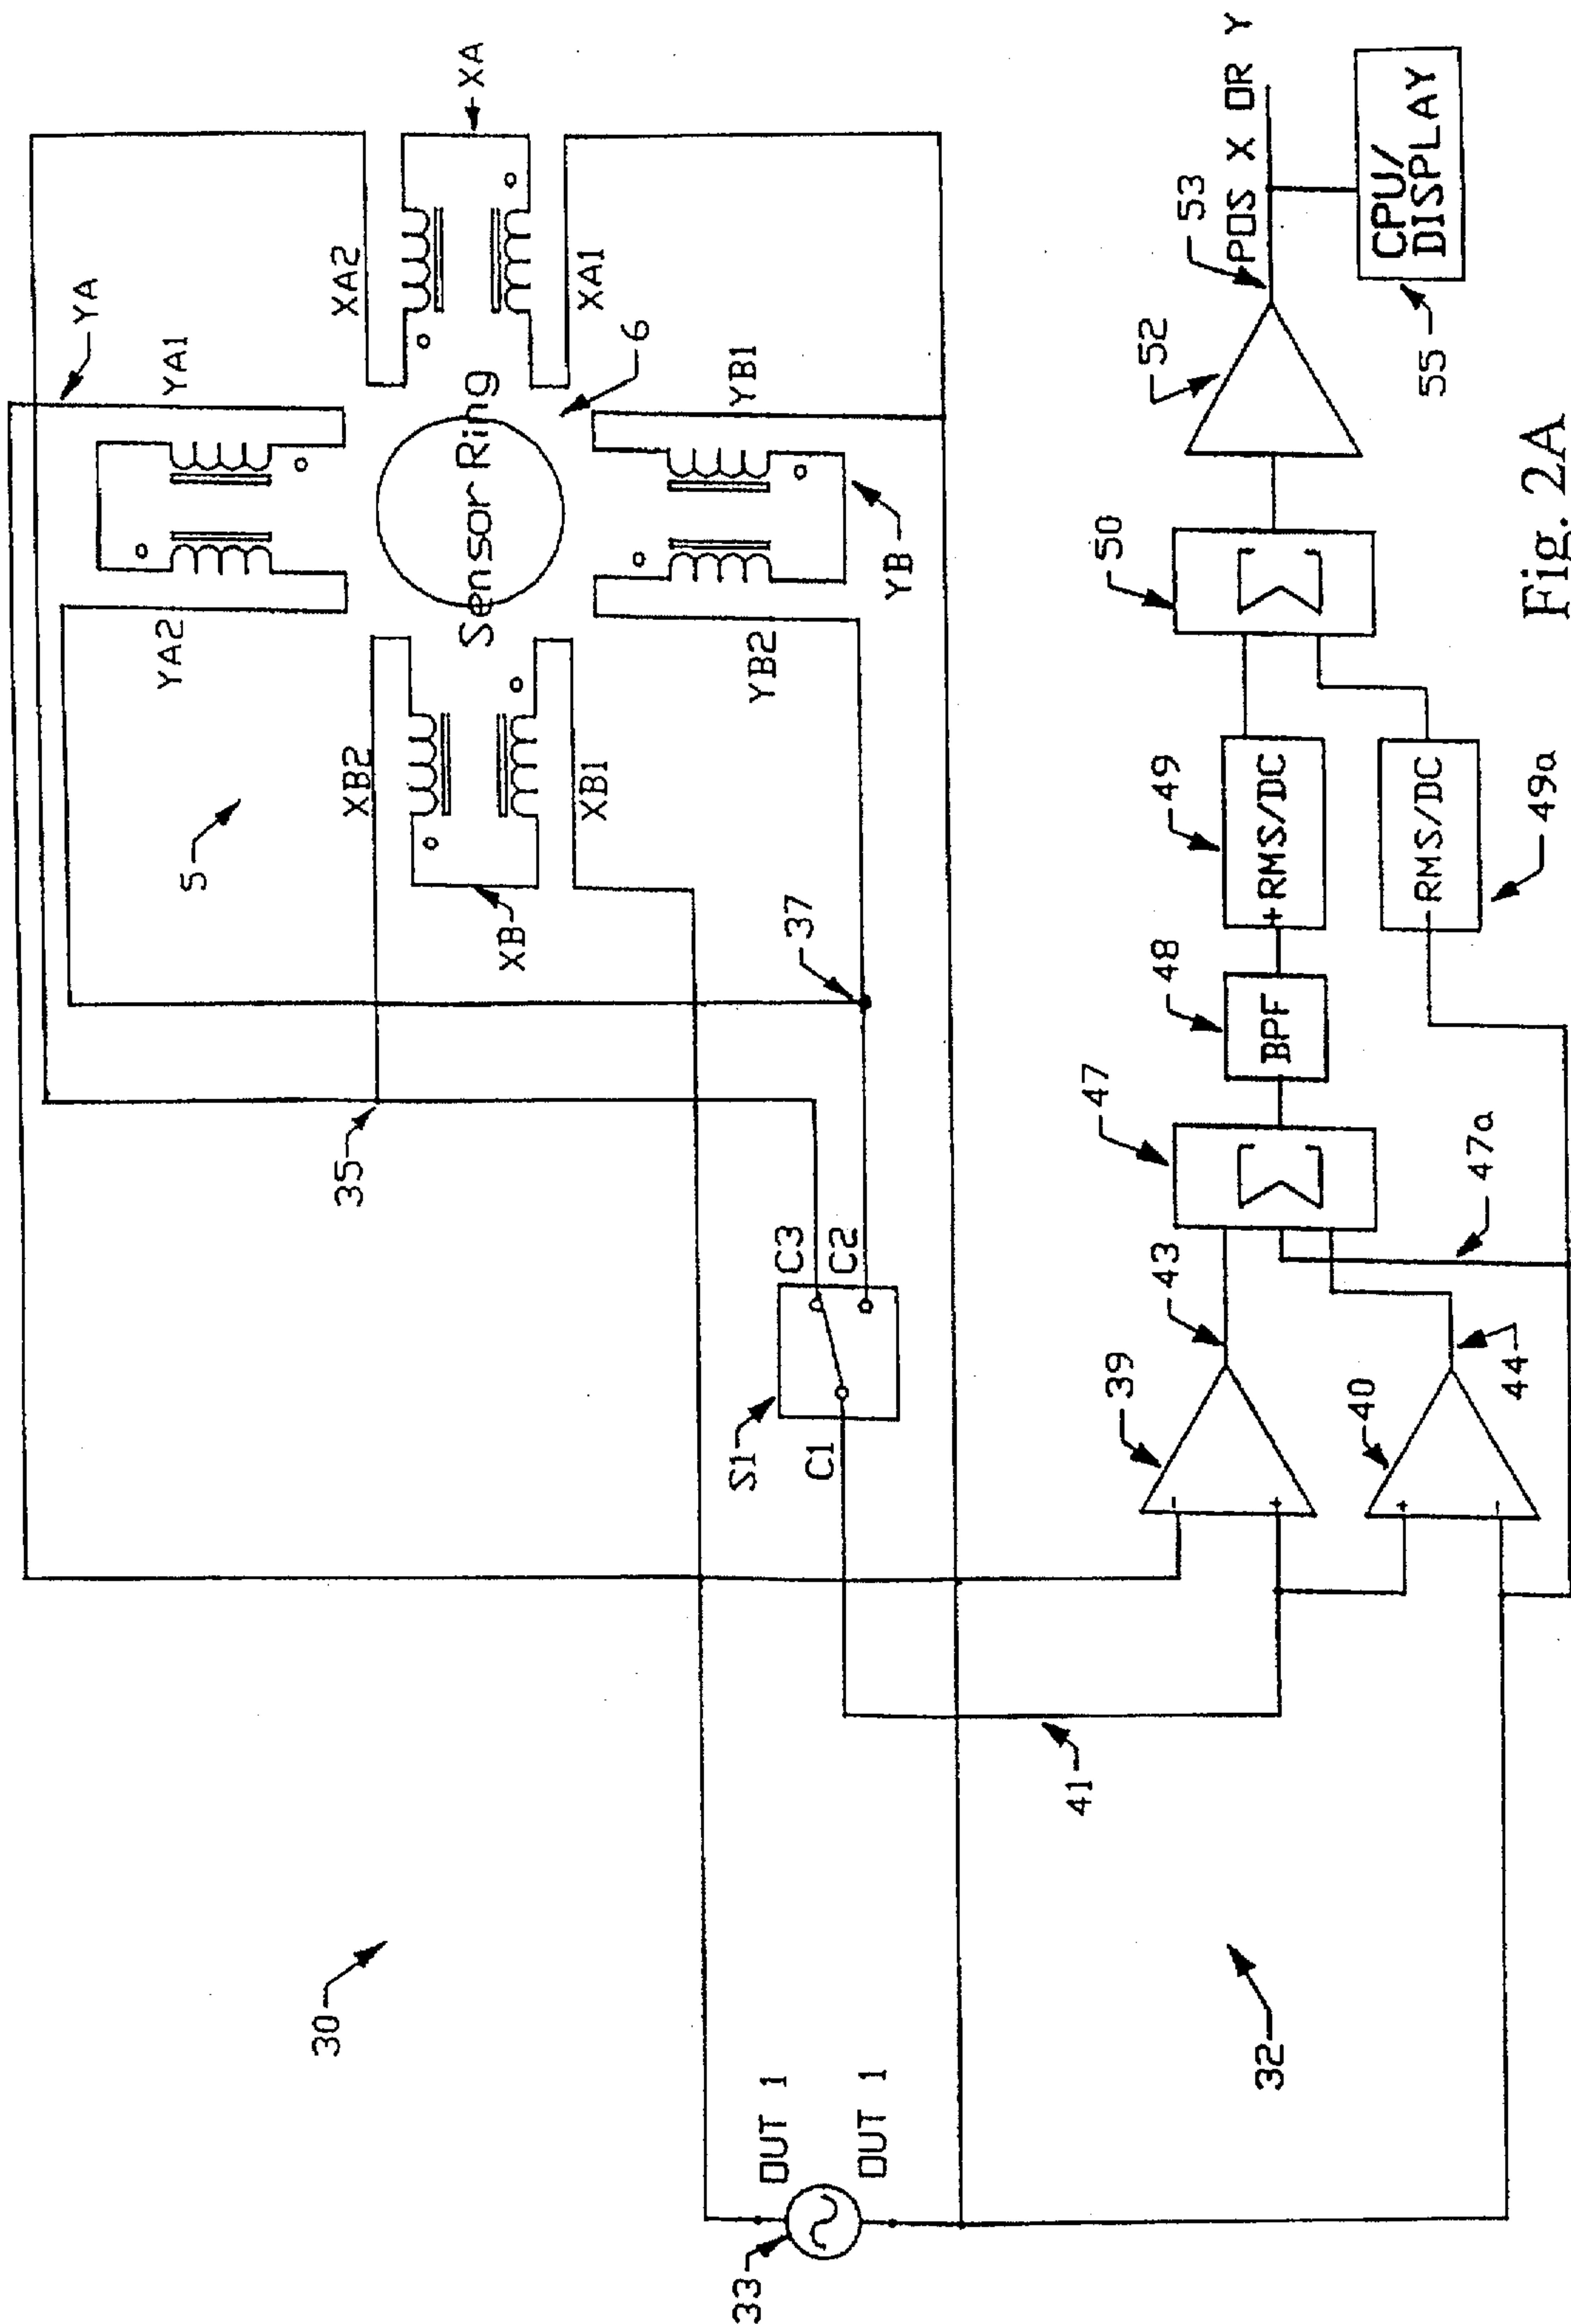 YA
YA1
YA2
XA
XA2
XA1
5
Sensor Ring
6
XB2
XB1
XB
YB1
YB2
YB
35
37
30
S1
C3
C2
C1
33
OUT 1
OUT 1
41
32
39
40
43
44
47
47a
Σ
48
BPF
49
+RMS/DC
-RMS/DC
49a
50
Σ
52
53
POS X OR Y
CPU/
DISPLAY
55
-
+
+
-
Fig. 2A